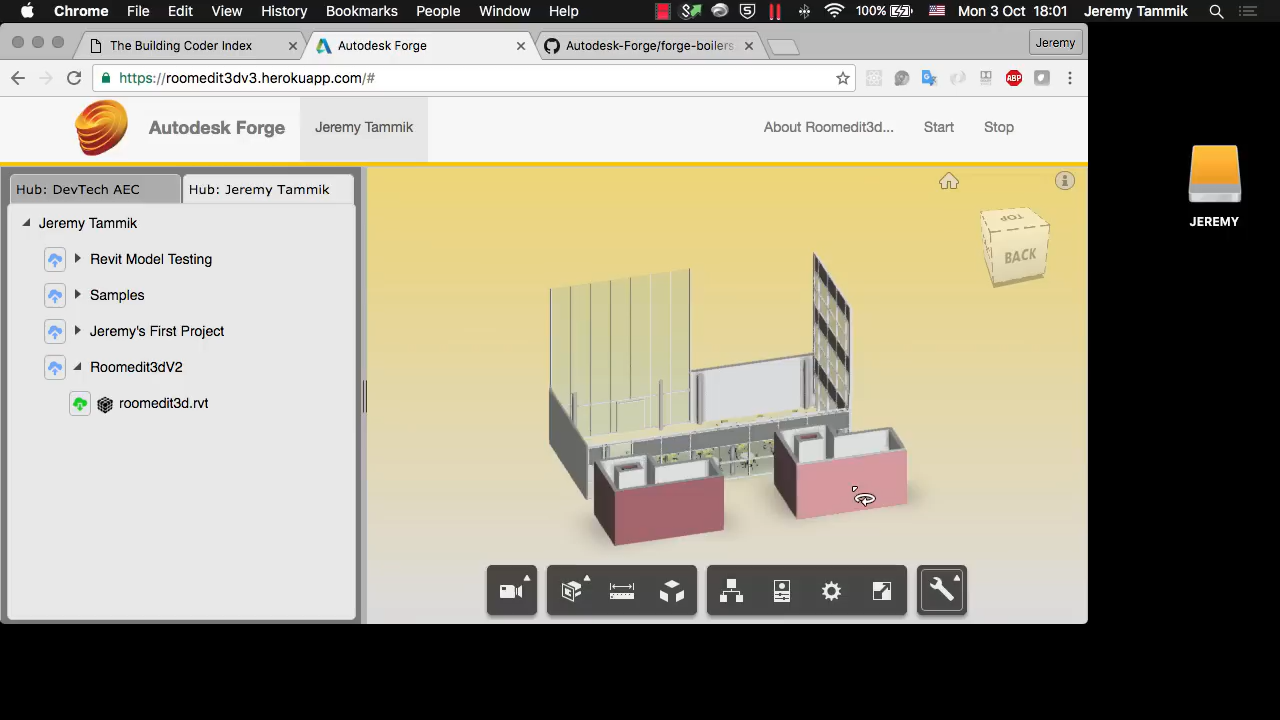 Chrome File Edit View History Bookmarks People Window Help 100% Mon 3 Oct 18:01 Jeremy Tammik
The Building Coder Index
Autodesk Forge
Autodesk-Forge/forge-boilers
Jeremy
https://roomedit3dv3.herokuapp.com/#
ABP
Autodesk Forge
Jeremy Tammik
About Roomedit3d...
Start
Stop
Hub: DevTech AEC
Hub: Jeremy Tammik
Jeremy Tammik
Revit Model Testing
Samples
Jeremy's First Project
Roomedit3dV2
roomedit3d.rvt
TOP
BACK
JEREMY